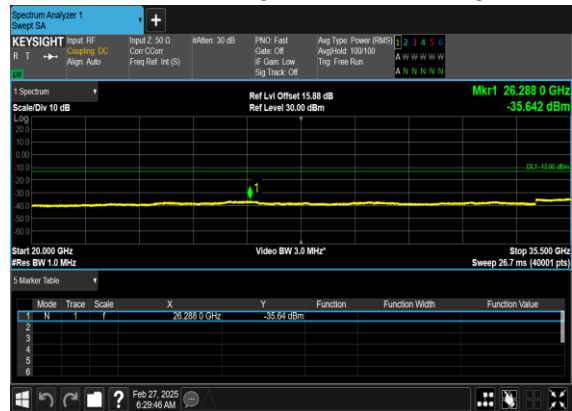 Spectrum Analyzer 1
Swept SA
+
KEYSIGHT Input: RF Input Z: 50 Ω #Atten: 30 dB PNO: Fast Avg Type: Power (RMS) 1 2 3 4 5 6
R T Coupling: DC Corr CCorr Gate: Off Avg|Hold: 100/100 A W W W W W
Align: Auto Freq Ref: Int (S) IF Gain: Low Trig: Free Run
LW Sig Track: Off A N N N N N
1 Spectrum Ref Lvl Offset 15.88 dB Mkr1 26.288 0 GHz
Scale/Div 10 dB Ref Level 30.00 dBm -35.642 dBm
Log
20.0
10.0
0.00
-10.0 DL1 -13.00 dBm
-20.0
-30.0 1
-40.0
-50.0
-60.0
Start 20.000 GHz Video BW 3.0 MHz* Stop 35.500 GHz
#Res BW 1.0 MHz Sweep 26.7 ms (40001 pts)
5 Marker Table
Mode Trace Scale X Y Function Function Width Function Value
1 N 1 f 26.288 0 GHz -35.64 dBm
2
3
4
5
6
? Feb 27, 2025
6:29:46 AM